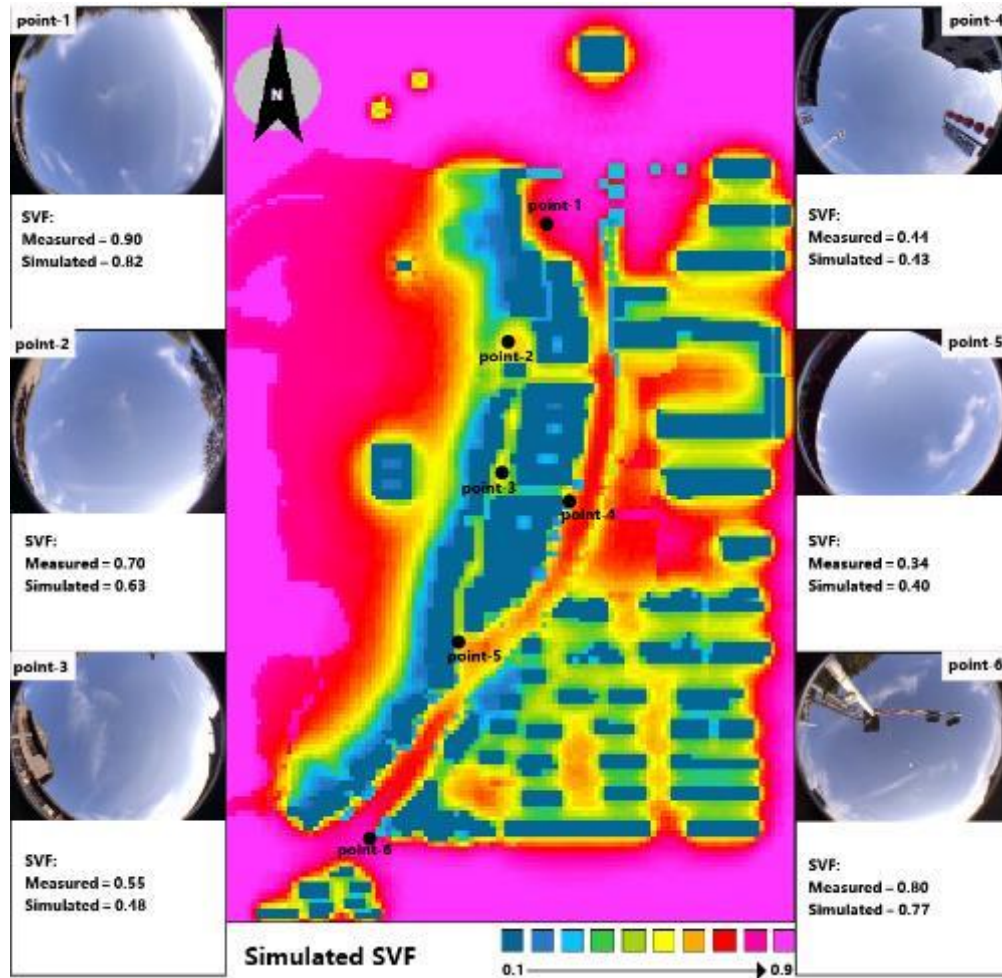 point-1
SVF:
Measured = 0.90
Simulated = 0.82
point-2
SVF:
Measured = 0.70
Simulated = 0.63
point-3
SVF:
Measured = 0.55
Simulated = 0.48
N
point-1
point-2
point-3
point-4
point-5
point-6
Simulated SVF
0.1
0.9
point-4
SVF:
Measured = 0.44
Simulated = 0.43
point-5
SVF:
Measured = 0.34
Simulated = 0.40
point-6
SVF:
Measured = 0.80
Simulated = 0.77